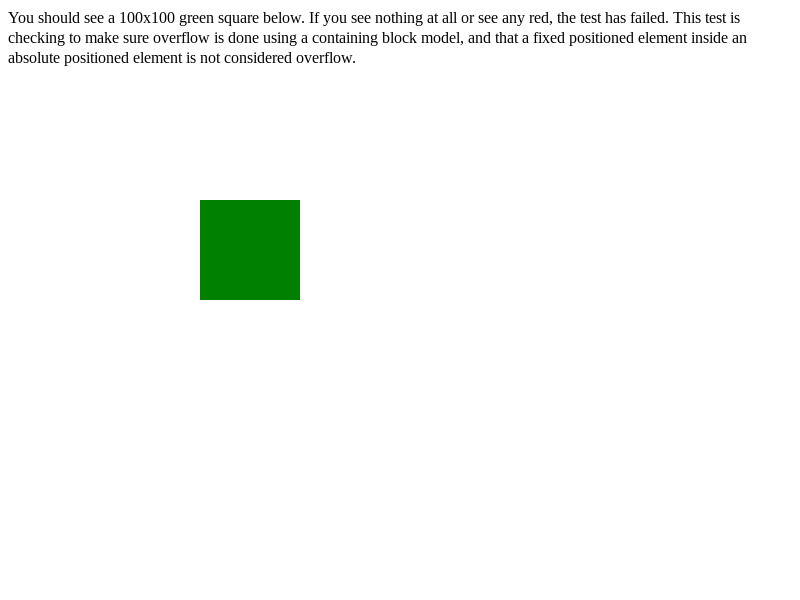 You should see a 100x100 green square below. If you see nothing at all or see any red, the test has failed. This test is
checking to make sure overflow is done using a containing block model, and that a fixed positioned element inside an
absolute positioned element is not considered overflow.